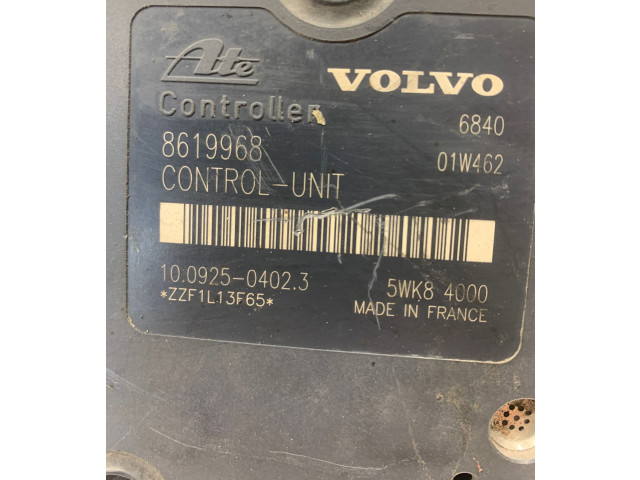 Ate VOLVO
Controller 6840
8619968 01W462
CONTROL-UNIT
10.0925-0402.3 5WK8 4000
*ZZF1L13F65* MADE IN FRANCE